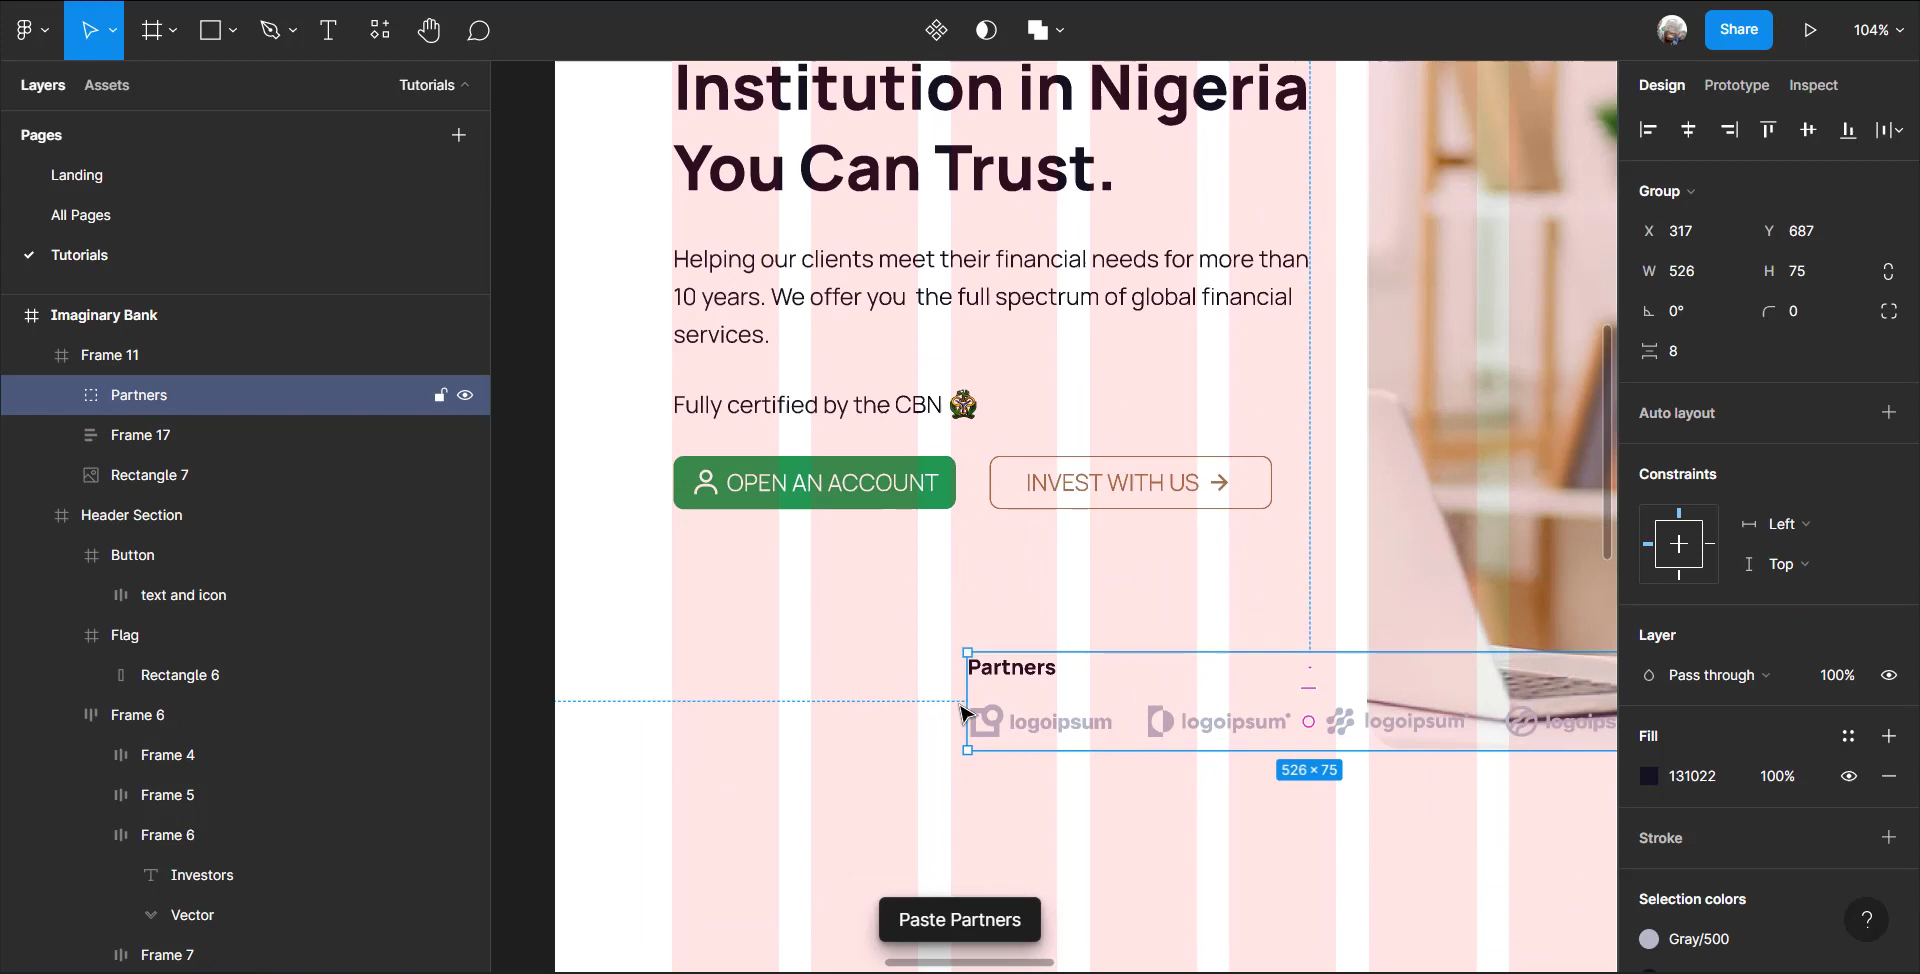 Share
104%
Layers
Assets
Tutorials
Pages
Landing
All Pages
Tutorials
Imaginary Bank
Frame 11
Partners
Frame 17
Rectangle 7
Header Section
Button
text and icon
Flag
Rectangle 6
Frame 6
Frame 4
Frame 5
Frame 6
Investors
Vector
Frame 7
Institution in Nigeria
You Can Trust.
Helping our clients meet their financial needs for more than
10 years. We offer you the full spectrum of global financial
services.
Fully certified by the CBN
OPEN AN ACCOUNT
INVEST WITH US →
Partners
logoipsum
logoipsum
logoipsum
logoips
526 × 75
Paste Partners
Design
Prototype
Inspect
Group
X 317
Y 687
W 526
H 75
0°
0
8
Auto layout
Constraints
Left
Top
Layer
Pass through
100%
Fill
131022
100%
Stroke
Selection colors
Gray/500
?